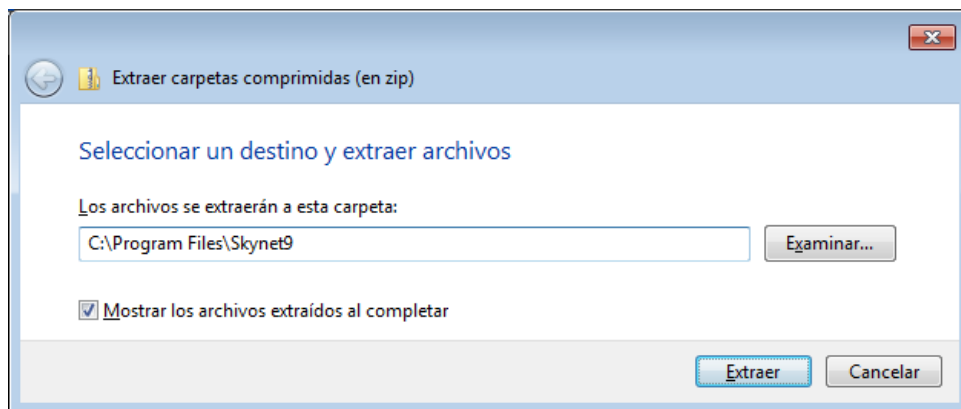 Extraer carpetas comprimidas (en zip)
Seleccionar un destino y extraer archivos
Los archivos se extraerán a esta carpeta:
C:\Program Files\Skynet9
Examinar...
Mostrar los archivos extraídos al completar
Extraer
Cancelar